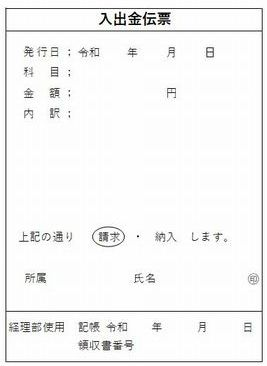 入出金伝票
発行日； 令和 年 月 日
科 目；
金 額； 円
内 訳；
上記の通り 請求 ・ 納入 します。
所属 氏名 ㊞
経理部使用 記帳 令和 年 月 日
領収書番号